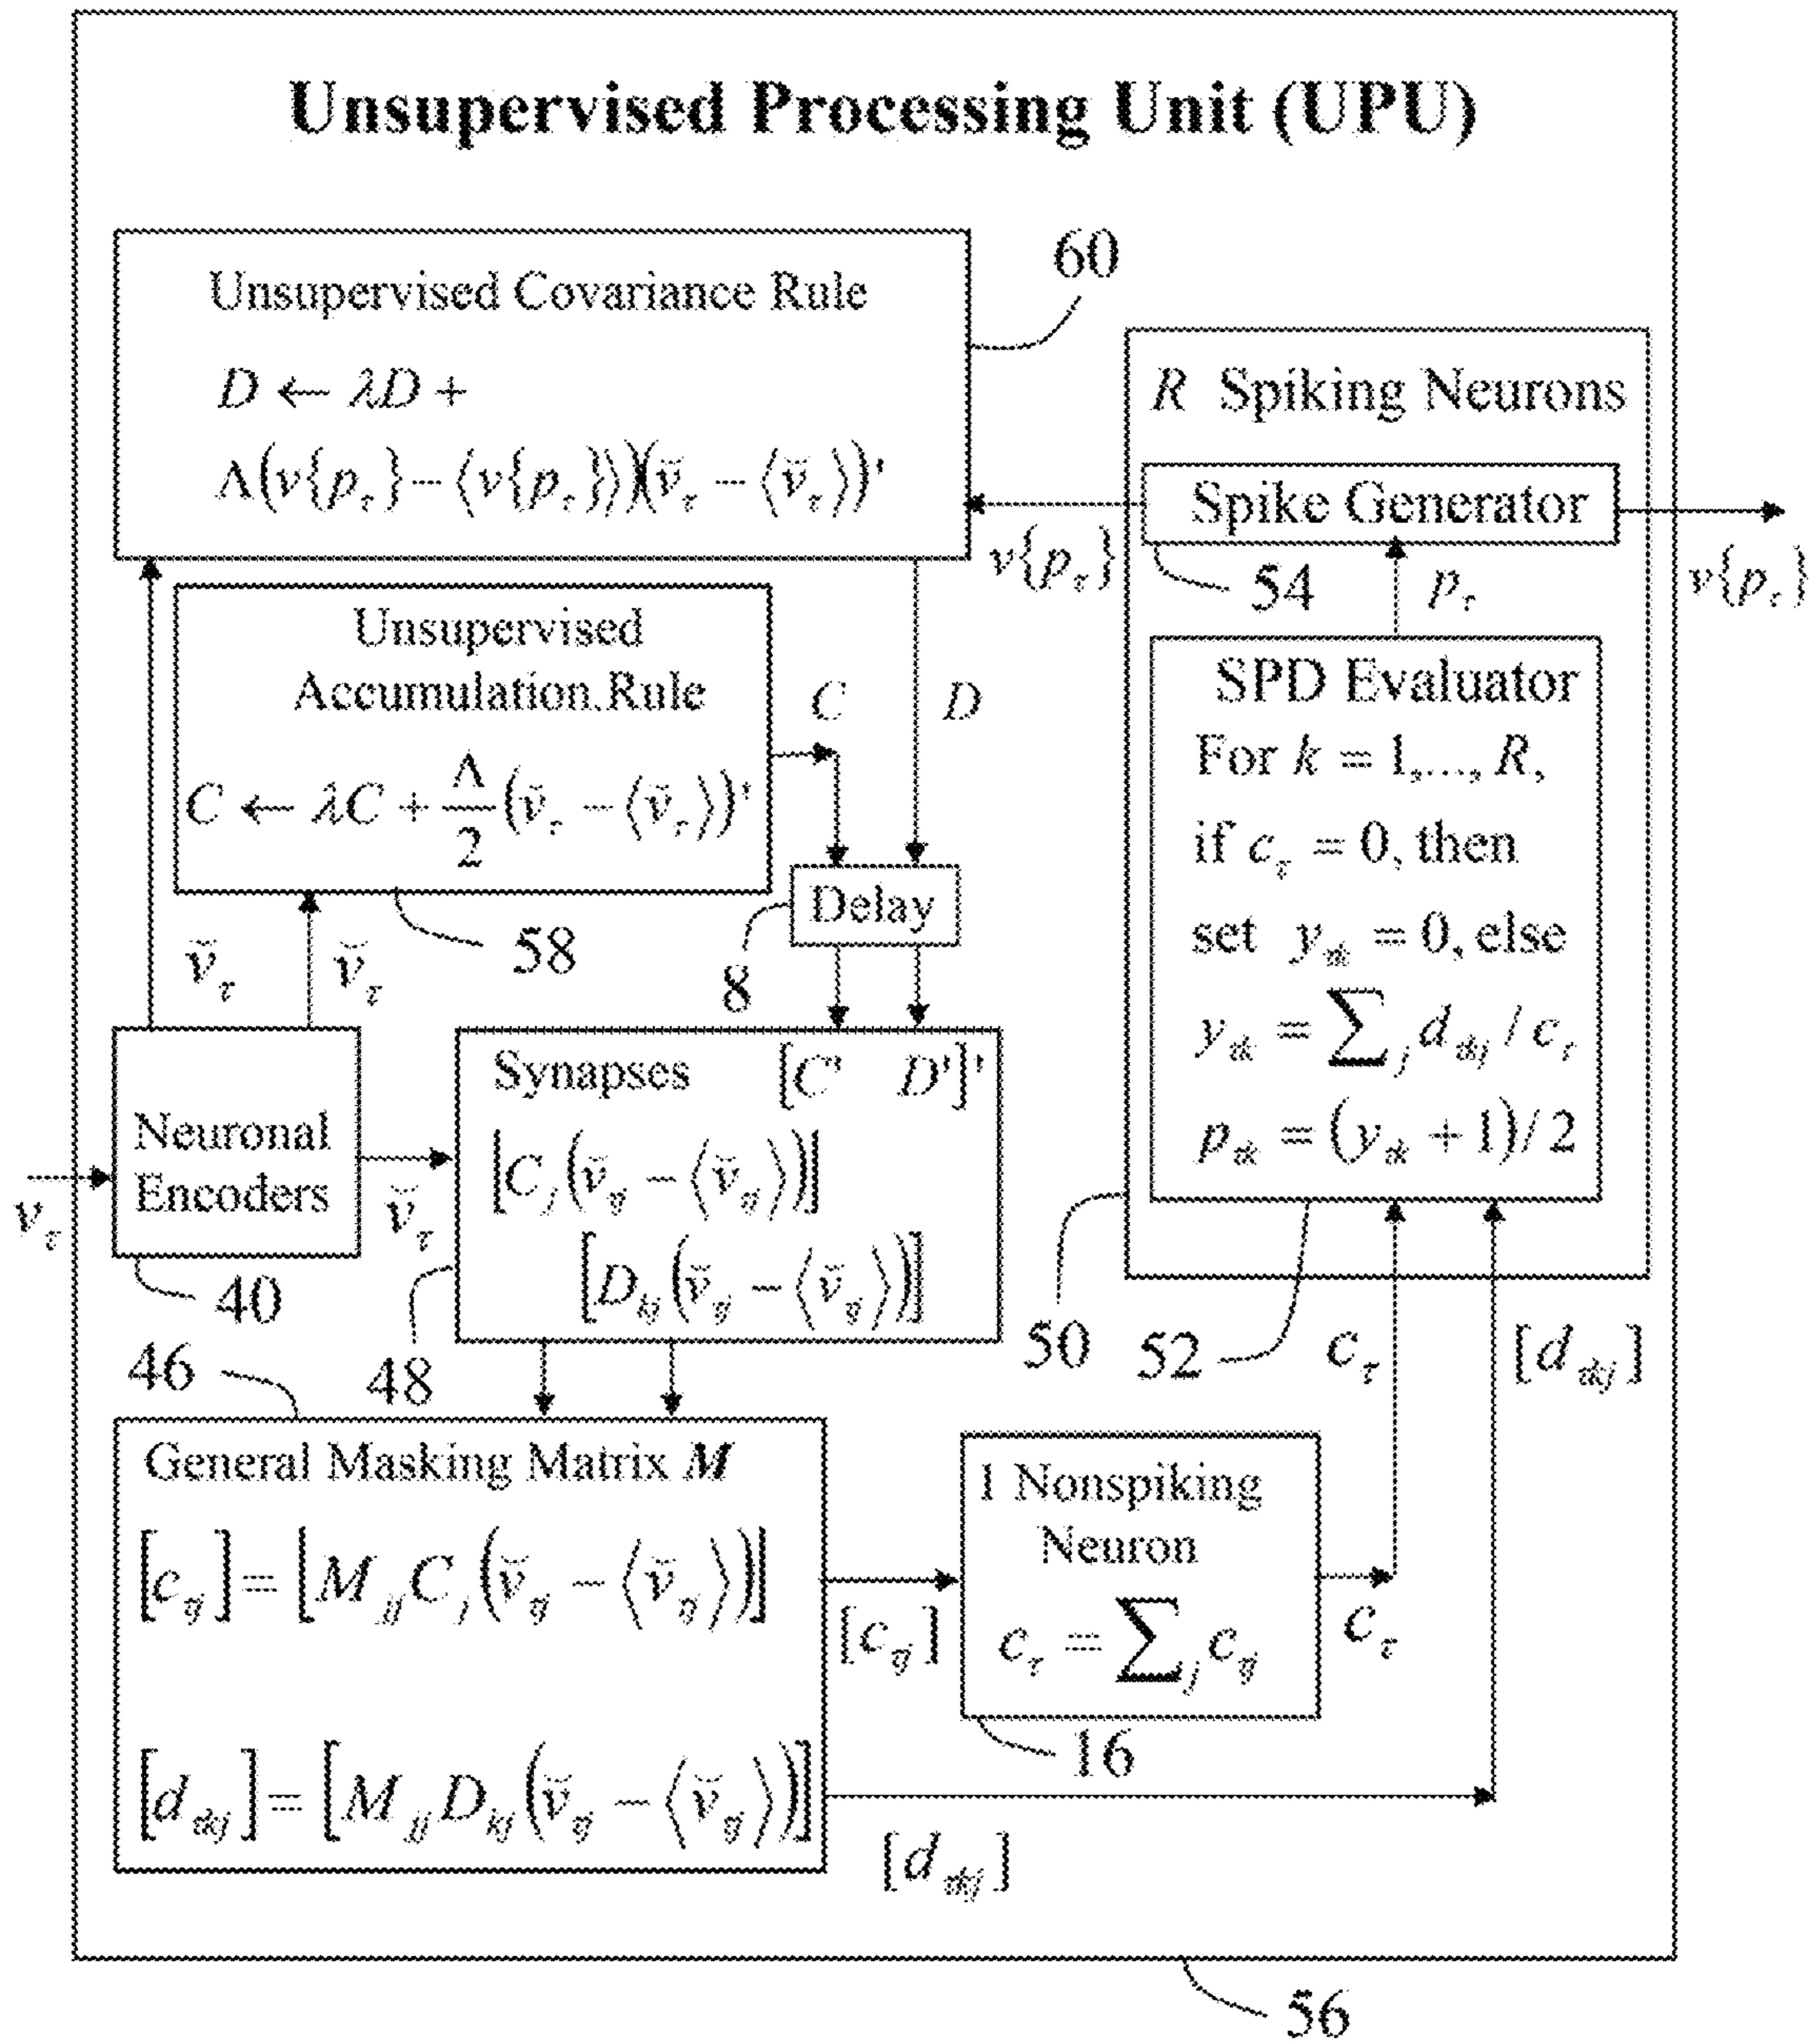 Unsupervised Processing Unit (UPU)
60
Unsupervised Covariance Rule
D ← λD +
Λ(v{p_τ} − ⟨v{p_τ}⟩)(v̆_τ − ⟨v̆_τ⟩)'
R Spiking Neurons
Spike Generator
v{p_τ}
54
p_τ
v{p_τ}
Unsupervised
Accumulation.Rule
C ← λC + Λ/2 (v̆_τ − ⟨v̆_τ⟩)'
C
D
SPD Evaluator
For k = 1,..., R,
if c_τ = 0, then
set y_τk = 0, else
y_τk = ∑_j d_τkj / c_τ
p_τk = (y_τk + 1)/2
Delay
8
58
v̆_τ
v̆_τ
Neuronal
Encoders
v_τ
v̆_τ
40
Synapses [C' D']'
[C_j (v̆_τj − ⟨v̆_τj⟩)]
[D_kj (v̆_τj − ⟨v̆_τj⟩)]
48
46
50
52
c_τ
[d_τkj]
General Masking Matrix M
[c_τj] = [M_jj C_j (v̆_τj − ⟨v̆_τj⟩)]
[d_τkj] = [M_jj D_kj (v̆_τj − ⟨v̆_τj⟩)]
[c_τj]
1 Nonspiking
Neuron
c_τ = ∑_j c_τj
c_τ
16
[d_τkj]
56